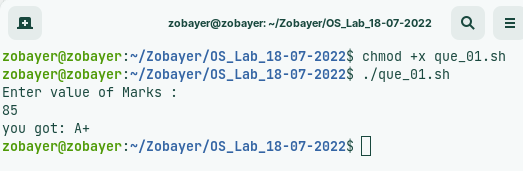 zobayer@zobayer: ~/Zobayer/OS_Lab_18-07-2022
zobayer@zobayer:~/Zobayer/OS_Lab_18-07-2022$ chmod +x que_01.sh
zobayer@zobayer:~/Zobayer/OS_Lab_18-07-2022$ ./que_01.sh
Enter value of Marks :
85
you got: A+
zobayer@zobayer:~/Zobayer/OS_Lab_18-07-2022$